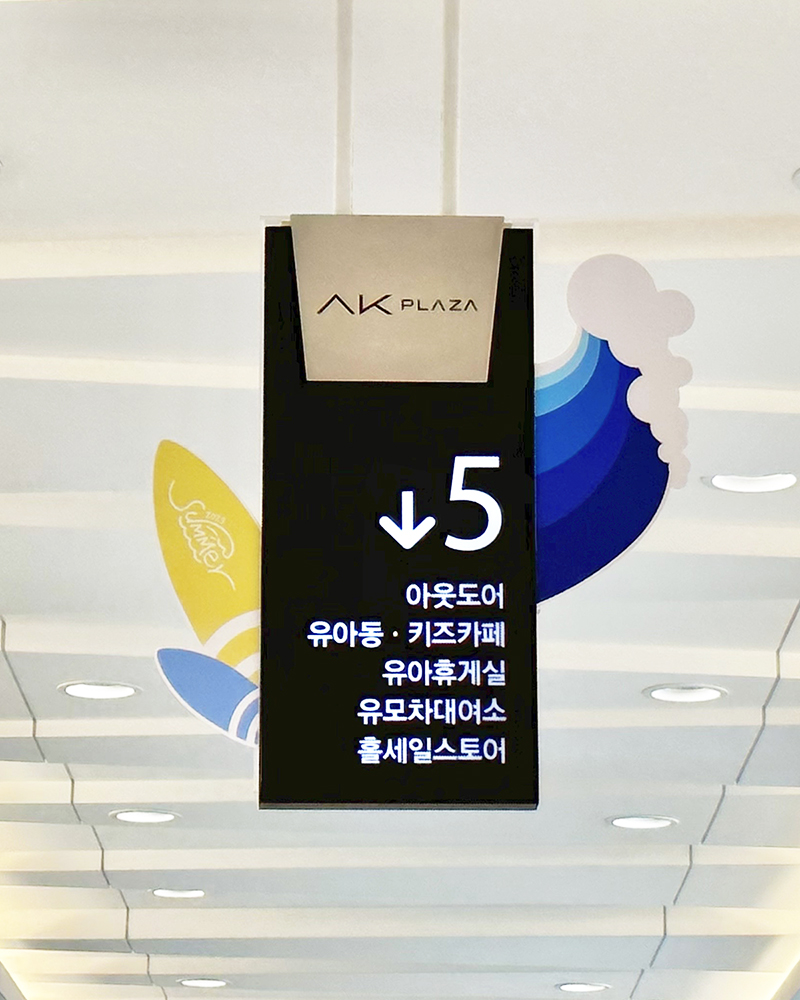 AK PLAZA
↓5
아웃도어
유아동 · 키즈카페
유아휴게실
유모차대여소
홀세일스토어
Summer